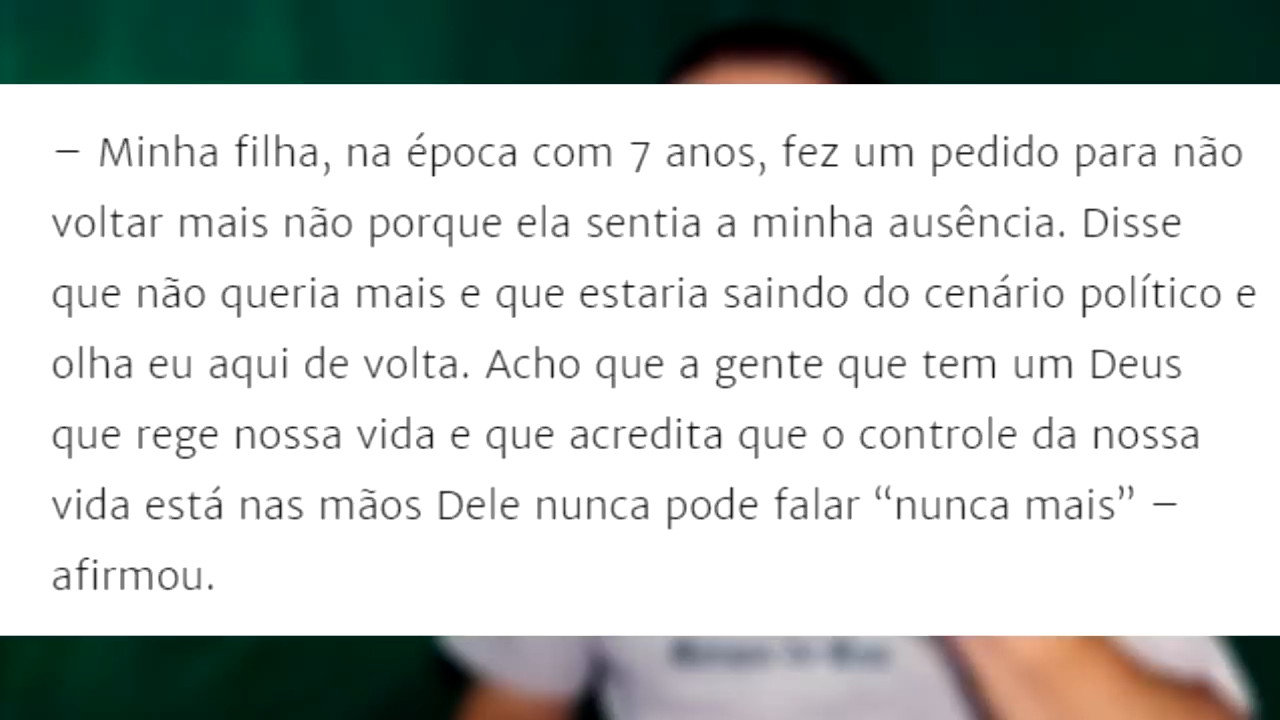 – Minha filha, na época com 7 anos, fez um pedido para não
voltar mais não porque ela sentia a minha ausência. Disse
que não queria mais e que estaria saindo do cenário político e
olha eu aqui de volta. Acho que a gente que tem um Deus
que rege nossa vida e que acredita que o controle da nossa
vida está nas mãos Dele nunca pode falar “nunca mais” –
afirmou.